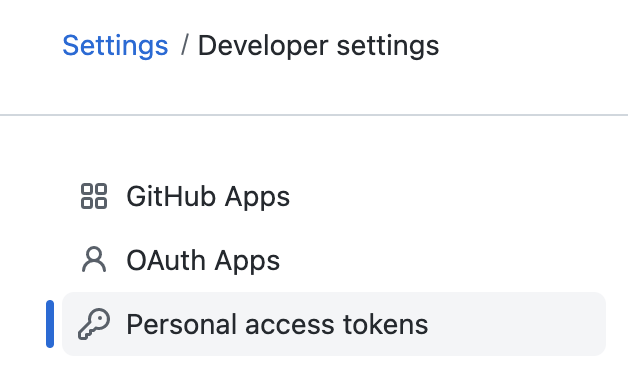 Settings / Developer settings
GitHub Apps
OAuth Apps
Personal access tokens